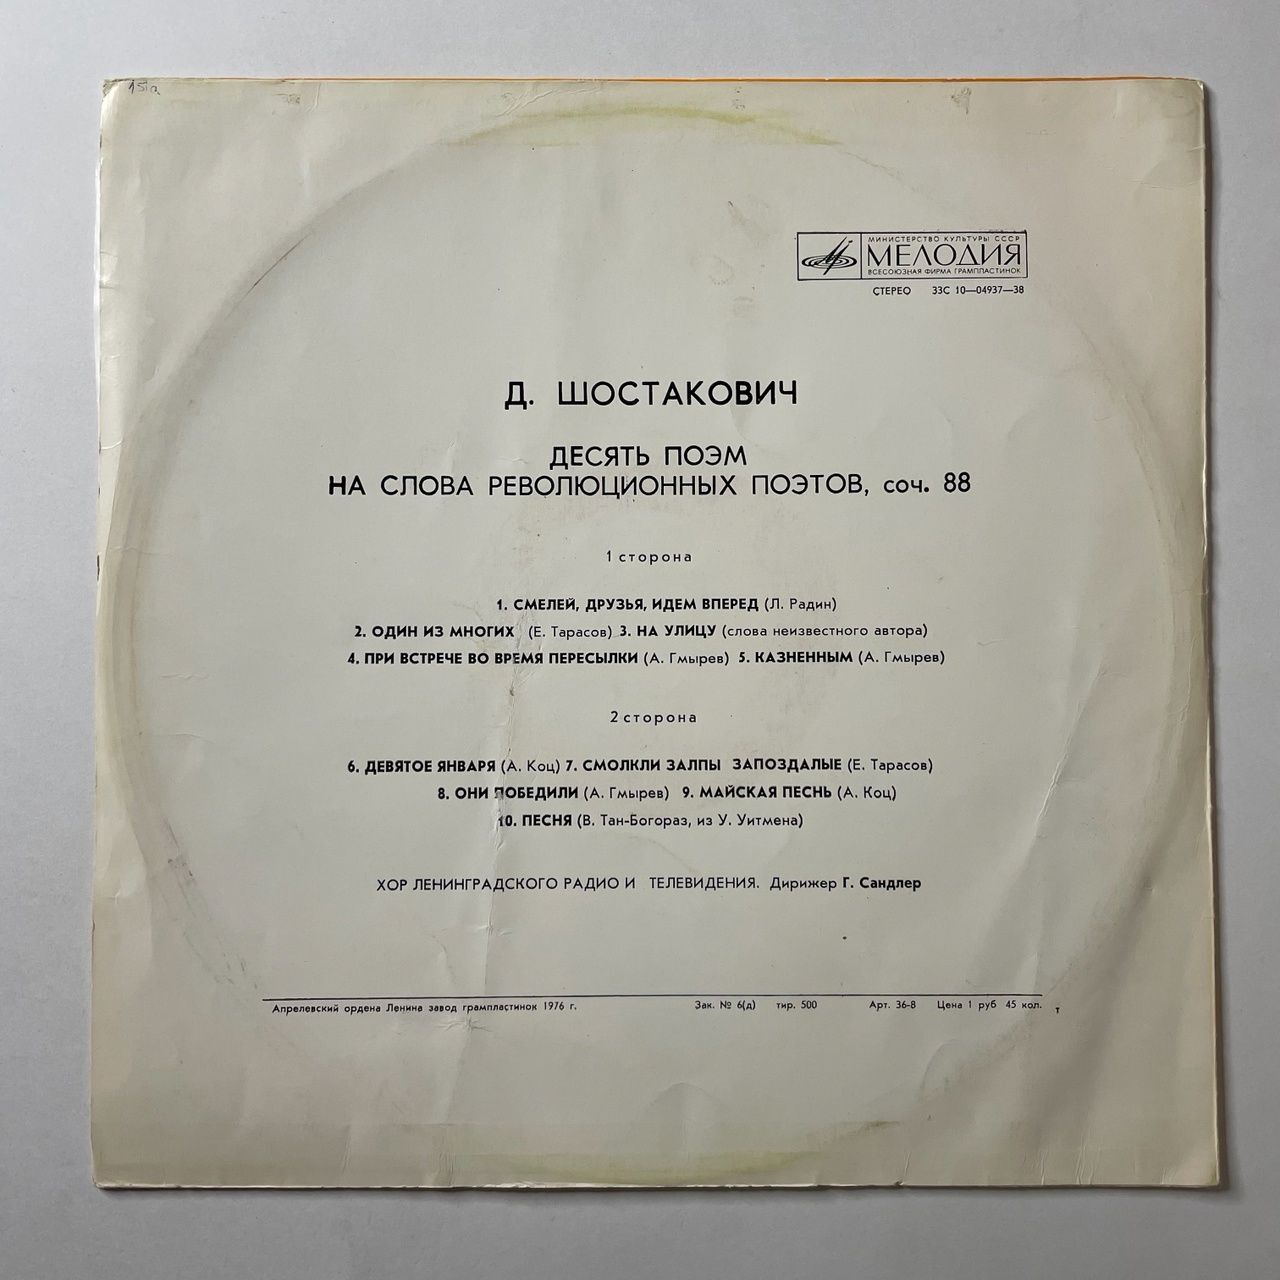 151а
МИНИСТЕРСТВО КУЛЬТУРЫ СССР
МЕЛОДИЯ
ВСЕСОЮЗНАЯ ФИРМА ГРАМПЛАСТИНОК
СТЕРЕО 33С 10—04937—38
Д. ШОСТАКОВИЧ
ДЕСЯТЬ ПОЭМ
НА СЛОВА РЕВОЛЮЦИОННЫХ ПОЭТОВ, соч. 88
1 сторона
1. СМЕЛЕЙ, ДРУЗЬЯ, ИДЕМ ВПЕРЕД (Л. Радин)
2. ОДИН ИЗ МНОГИХ (Е. Тарасов) 3. НА УЛИЦУ (слова неизвестного автора)
4. ПРИ ВСТРЕЧЕ ВО ВРЕМЯ ПЕРЕСЫЛКИ (А. Гмырев) 5. КАЗНЕННЫМ (А. Гмырев)
2 сторона
6. ДЕВЯТОЕ ЯНВАРЯ (А. Коц) 7. СМОЛКЛИ ЗАЛПЫ ЗАПОЗДАЛЫЕ (Е. Тарасов)
8. ОНИ ПОБЕДИЛИ (А. Гмырев) 9. МАЙСКАЯ ПЕСНЬ (А. Коц)
10. ПЕСНЯ (В. Тан-Богораз, из У. Уитмена)
ХОР ЛЕНИНГРАДСКОГО РАДИО И ТЕЛЕВИДЕНИЯ. Дирижер Г. Сандлер
Апрелевский ордена Ленина завод грампластинок 1976 г. Зак. № 6(д) тир. 500 Арт. 36-8 Цена 1 руб 45 коп. т